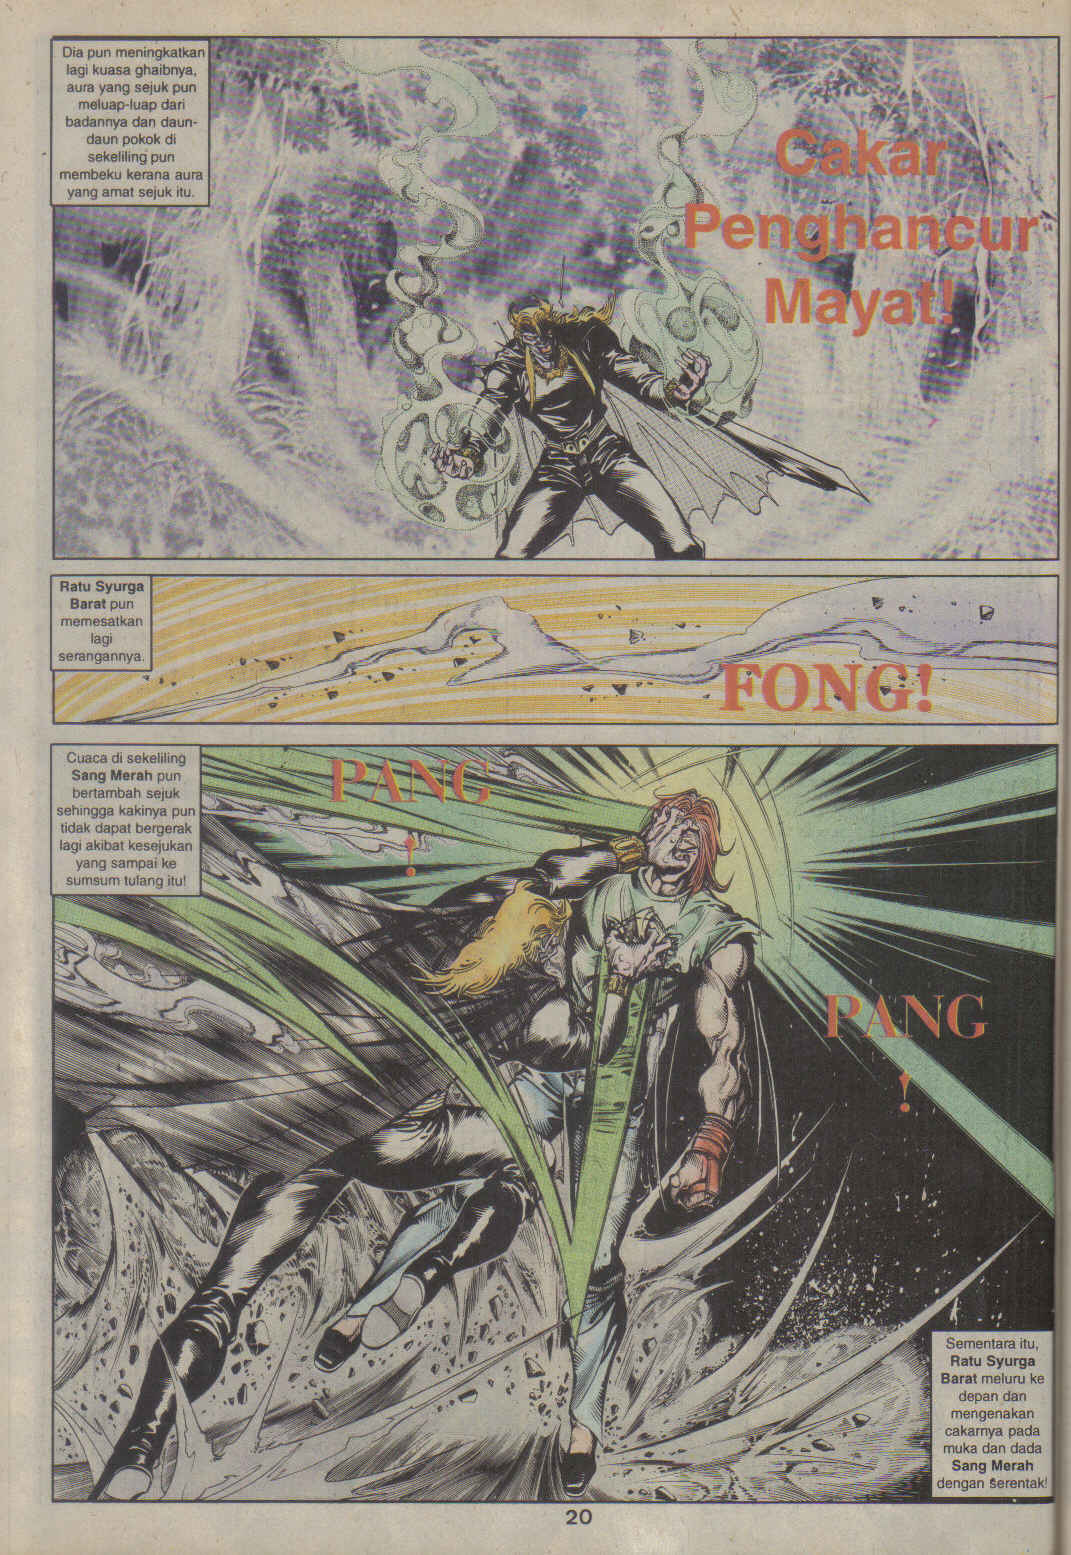 Dia pun meningkatkan
lagi kuasa ghaibnya,
aura yang sejuk pun
meluap-luap dari
badannya dan daun-
daun pokok di
sekeliling pun
membeku kerana aura
yang amat sejuk itu.
Cakar
Penghancur
Mayat!
Ratu Syurga
Barat pun
memesatkan
lagi
serangannya.
FONG!
Cuaca di sekeliling
Sang Merah pun
bertambah sejuk
sehingga kakinya pun
tidak dapat bergerak
lagi akibat kesejukan
yang sampai ke
sumsum tulang itu!
PANG
!
PANG
!
Sementara itu,
Ratu Syurga
Barat meluru ke
depan dan
mengenakan
cakarnya pada
muka dan dada
Sang Merah
dengan serentak!
20